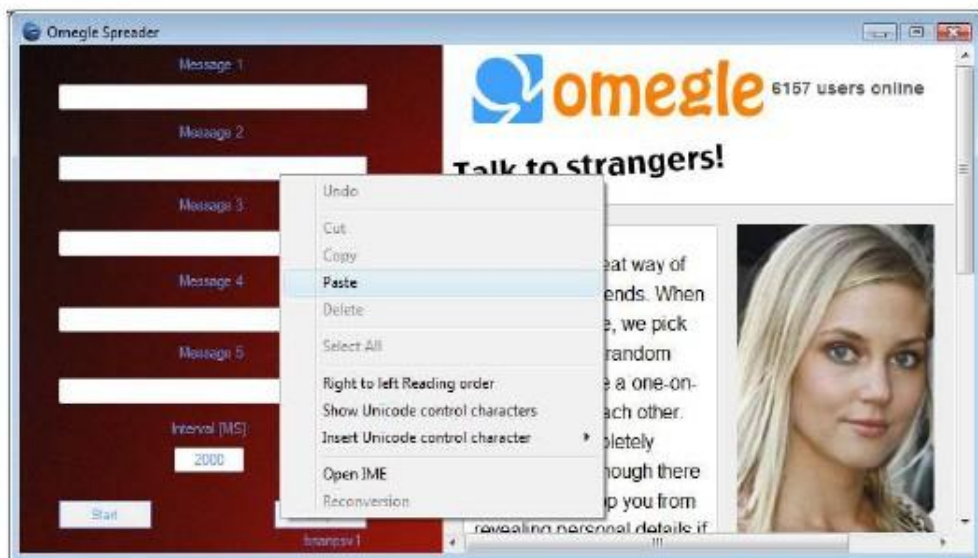 Omegle Spreader
Message 1
Message 2
Message 3
Message 4
Message 5
Interval [MS]:
2000
Start
omegle
6157 users online
Talk to strangers!
Undo
Cut
Copy
Paste
Delete
Select All
Right to left Reading order
Show Unicode control characters
Insert Unicode control character
Open IME
Reconversion
eat way of
ends. When
e, we pick
random
e a one-on-
ach other.
pletely
ough there
p you from
revealing personal details if